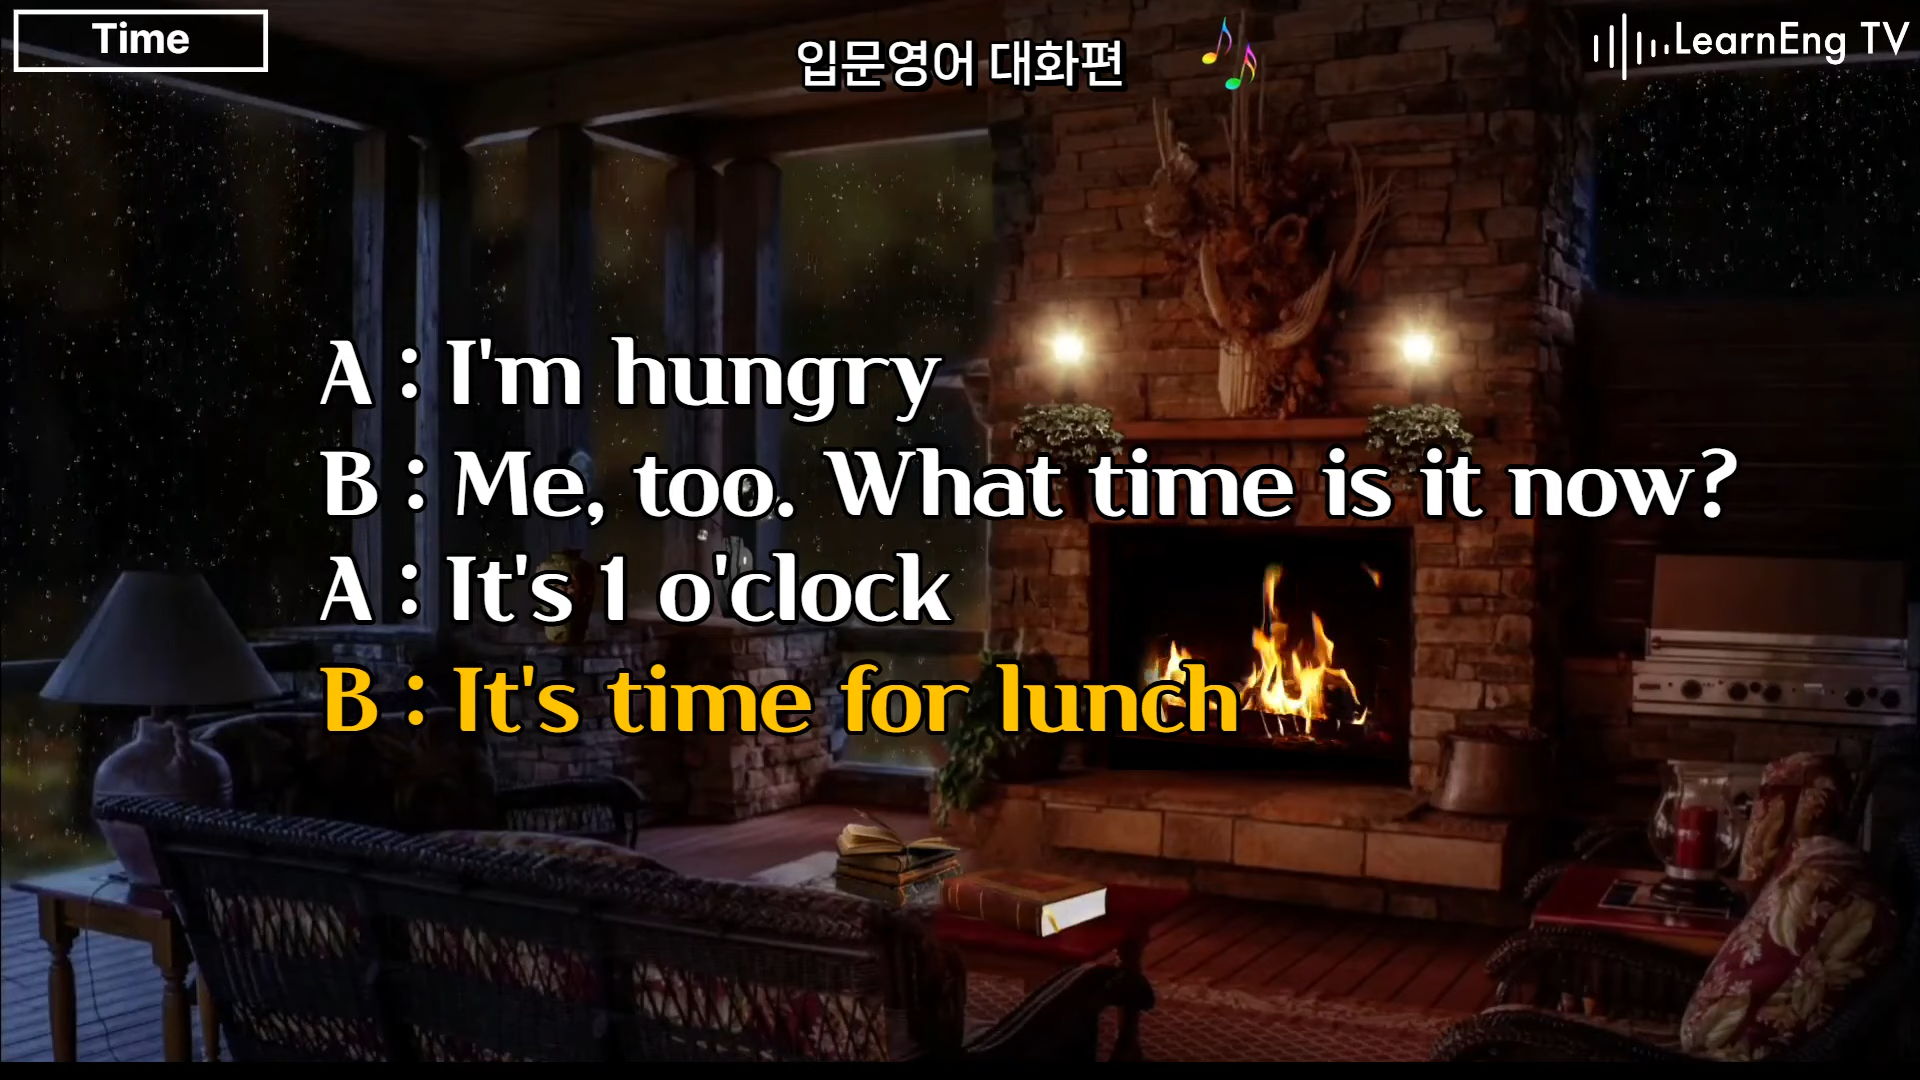 Time
입문영어 대화편
LearnEng TV
A : I'm hungry
B : Me, too. What time is it now?
A : It's 1 o'clock
B : It's time for lunch